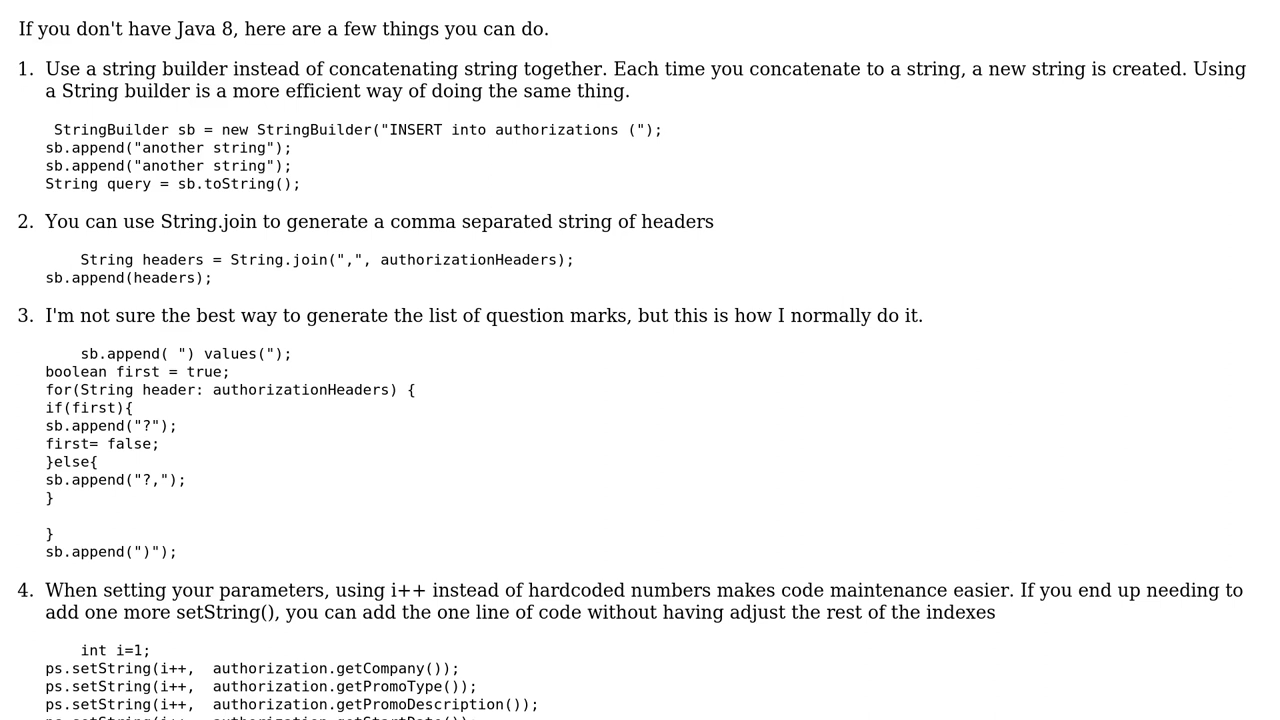 If you don't have Java 8, here are a few things you can do.
1. Use a string builder instead of concatenating string together. Each time you concatenate to a string, a new string is created. Using
a String builder is a more efficient way of doing the same thing.
StringBuilder sb = new StringBuilder("INSERT into authorizations (");
sb.append("another string");
sb.append("another string");
String query = sb.toString();
2. You can use String.join to generate a comma separated string of headers
String headers = String.join(",", authorizationHeaders);
sb.append(headers);
3. I'm not sure the best way to generate the list of question marks, but this is how I normally do it.
sb.append( ") values(");
boolean first = true;
for(String header: authorizationHeaders) {
if(first){
sb.append("?");
first= false;
}else{
sb.append("?,");
}
}
sb.append(")");
4. When setting your parameters, using i++ instead of hardcoded numbers makes code maintenance easier. If you end up needing to
add one more setString(), you can add the one line of code without having adjust the rest of the indexes
int i=1;
ps.setString(i++,  authorization.getCompany());
ps.setString(i++,  authorization.getPromoType());
ps.setString(i++,  authorization.getPromoDescription());